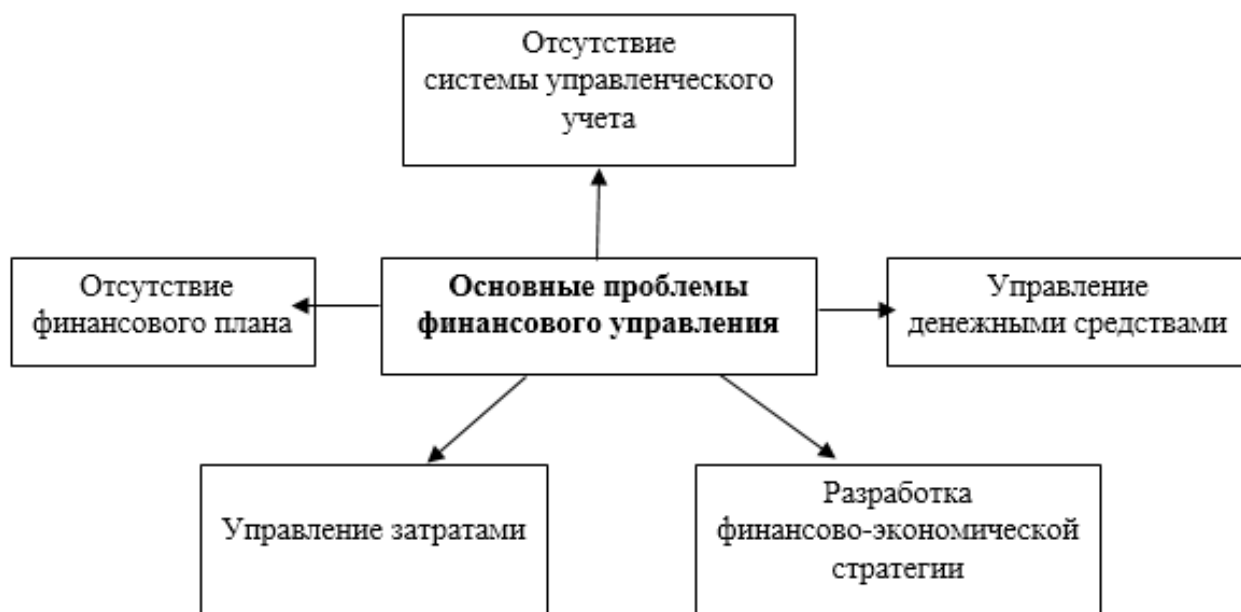 Отсутствие
системы управленческого
учета
Отсутствие
финансового плана
Основные проблемы
финансового управления
Управление
денежными средствами
Управление затратами
Разработка
финансово-экономической
стратегии